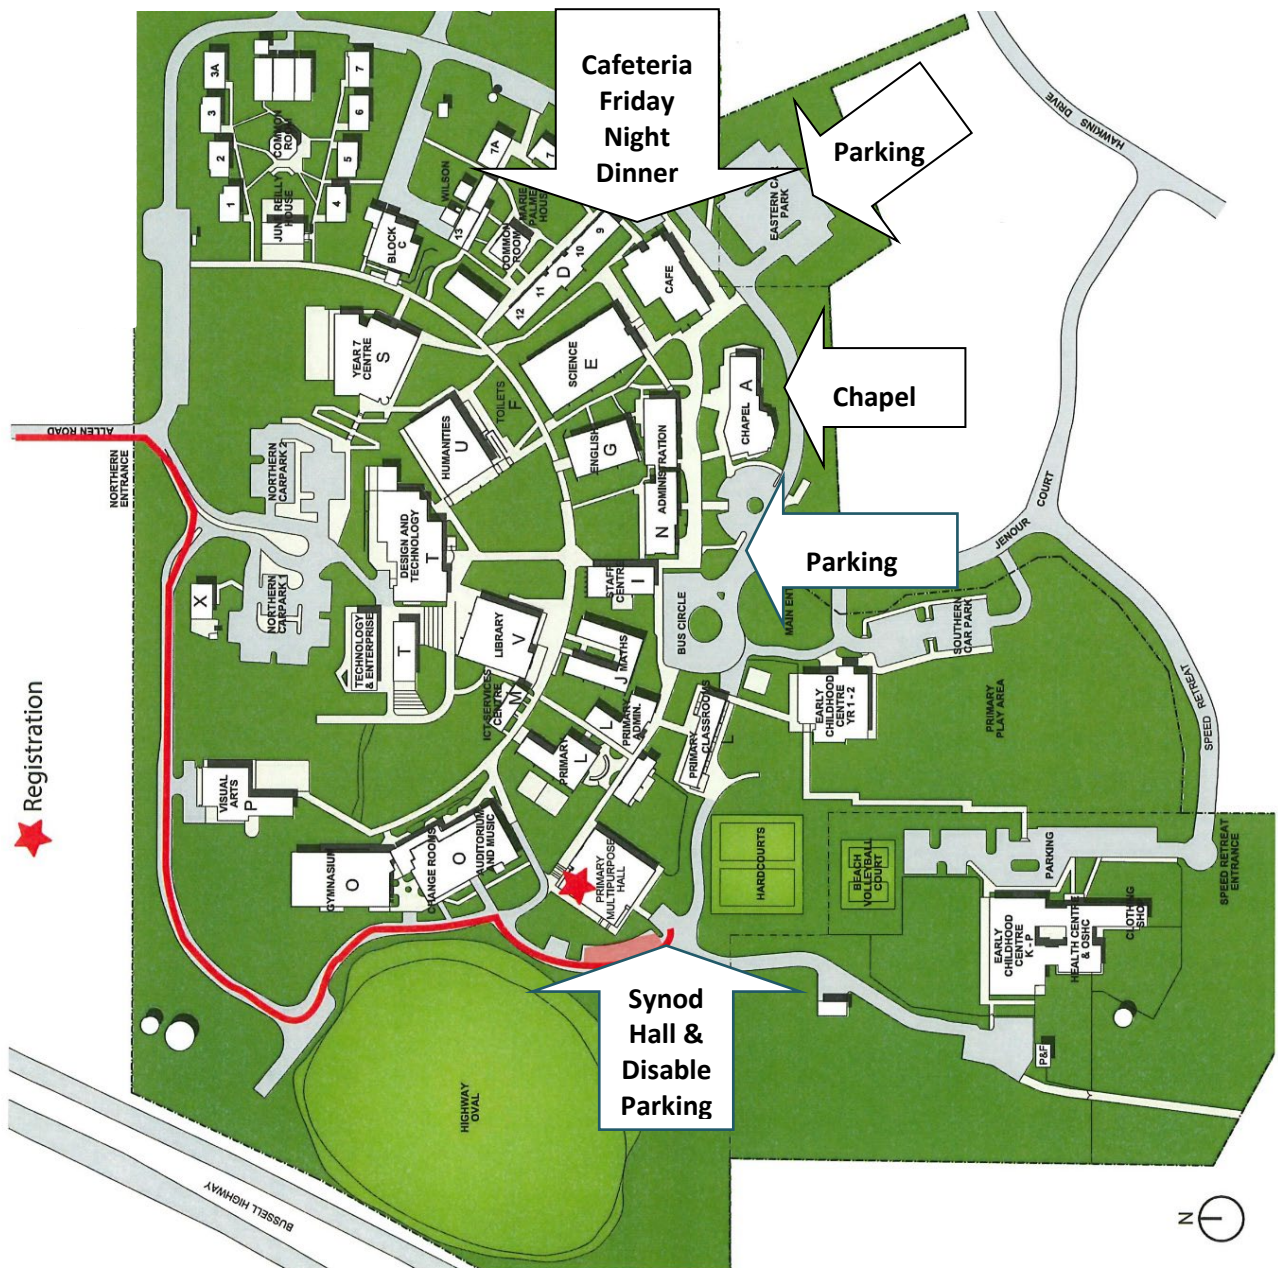 Cafeteria
Friday
Night
Dinner
Parking
HAWKINS DRIVE
3A
3
2
1
COMMON
ROOM
JUNE REILLY
HOUSE
7
6
5
4
WILSON
7A
7
MARIE
PALMER
HOUSE
13
COMMON
ROOM
BLOCK
C
EASTERN CAR
PARK
9
10
D
11
12
CAFE
YEAR 7
CENTRE
S
SCIENCE
E
TOILETS
F
HUMANITIES
U
ENGLISH
G
ADMINISTRATION
N
CHAPEL
A
Chapel
ALLEN ROAD
NORTHERN
ENTRANCE
NORTHERN
CARPARK 2
NORTHERN
CARPARK 1
X
DESIGN AND
TECHNOLOGY
T
TECHNOLOGY
& ENTERPRISE
T
LIBRARY
V
ICT SERVICES
CENTRE
M
STAFF
CENTRE
I
MATHS
J
BUS CIRCLE
MAIN ENT
Parking
JENOUR
COURT
SOUTHERN
CAR PARK
SPEED RETREAT
PRIMARY
PLAY AREA
EARLY
CHILDHOOD
CENTRE
YR 1 - 2
PRIMARY
ADMIN.
L
PRIMARY
CLASSROOMS
L
PRIMARY
L
Registration
VISUAL
ARTS
P
GYMNASIUM
O
CHANGE ROOMS
O
AUDITORIUM
AND MUSIC
PRIMARY
MULTIPURPOSE
HALL
HARDCOURTS
BEACH
VOLLEYBALL
COURT
PARKING
SPEED RETREAT
ENTRANCE
EARLY
CHILDHOOD
CENTRE
K - P
HEALTH CENTRE
& OSHC
CLOTHING
SHOP
P&F
Synod
Hall &
Disable
Parking
HIGHWAY
OVAL
BUSSELL HIGHWAY
N